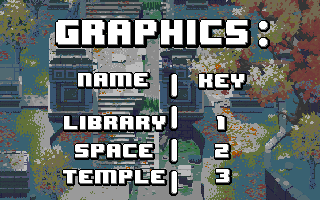 GRAPHICS:
NAME | KEY
LIBRARY | 1
SPACE | 2
TEMPLE | 3